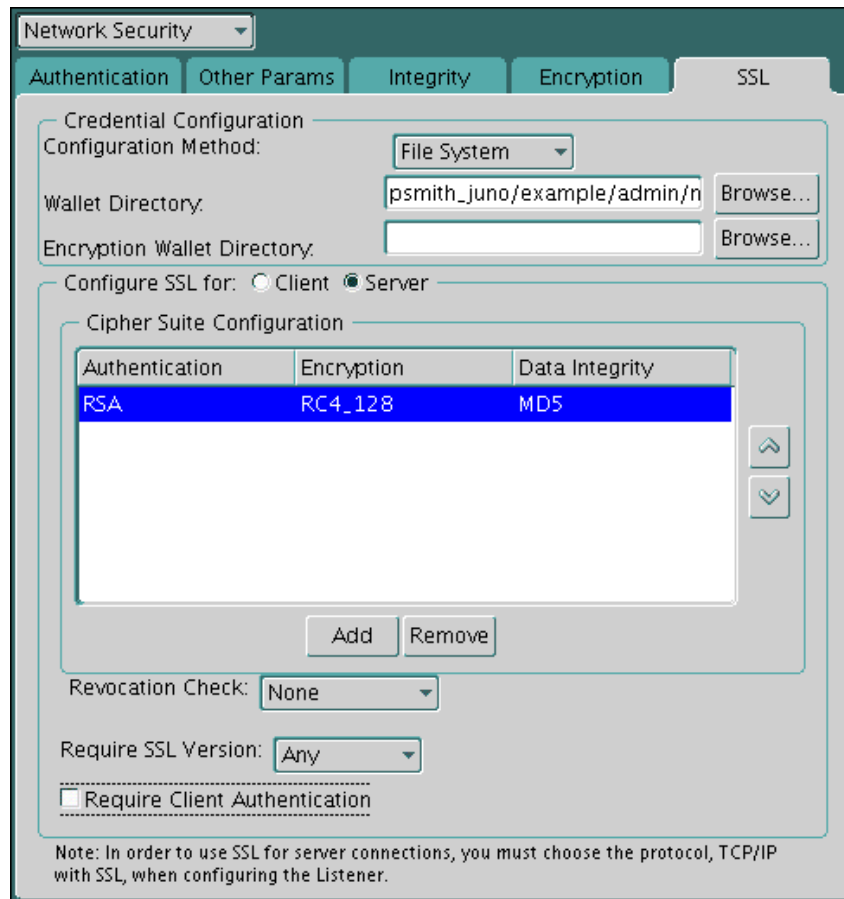 Network Security
Authentication Other Params Integrity Encryption SSL
Credential Configuration
Configuration Method: File System
Wallet Directory: psmith_juno/example/admin/n Browse...
Encryption Wallet Directory: Browse...
Configure SSL for: Client Server
Cipher Suite Configuration
Authentication Encryption Data Integrity
RSA RC4_128 MD5
Add Remove
Revocation Check: None
Require SSL Version: Any
Require Client Authentication
Note: In order to use SSL for server connections, you must choose the protocol, TCP/IP
with SSL, when configuring the Listener.